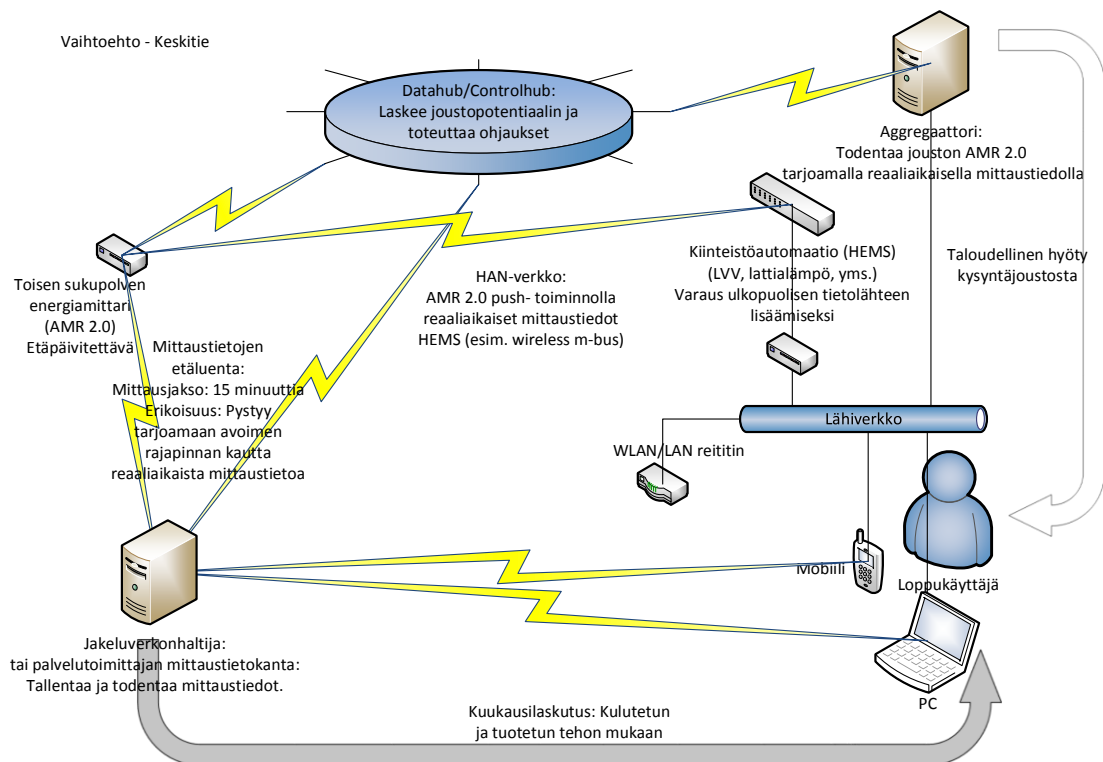 Vaihtoehto - Keskitie
Datahub/Controlhub:
Laskee joustopotentiaalin ja
toteuttaa ohjaukset
Aggregaattori:
Todentaa jouston AMR 2.0
tarjoamalla reaaliaikaisella mittaustiedolla
Toisen sukupolven
energiamittari
(AMR 2.0)
Etäpäivitettävä
HAN-verkko:
AMR 2.0 push- toiminnolla
reaaliaikaiset mittaustiedot
HEMS (esim. wireless m-bus)
Kiinteistöautomaatio (HEMS)
(LVV, lattialämpö, yms.)
Varaus ulkopuolisen tietolähteen
lisäämiseksi
Taloudellinen hyöty
kysyntäjoustosta
Mittaustietojen
etäluenta:
Mittausjakso: 15 minuuttia
Erikoisuus: Pystyy
tarjoamaan avoimen
rajapinnan kautta
reaaliaikaista mittaustietoa
Lähiverkko
WLAN/LAN reititin
Mobiili
Loppukäyttäjä
PC
Jakeluverkonhaltija:
tai palvelutoimittajan mittaustietokanta:
Tallentaa ja todentaa mittaustiedot.
Kuukausilaskutus: Kulutetun
ja tuotetun tehon mukaan